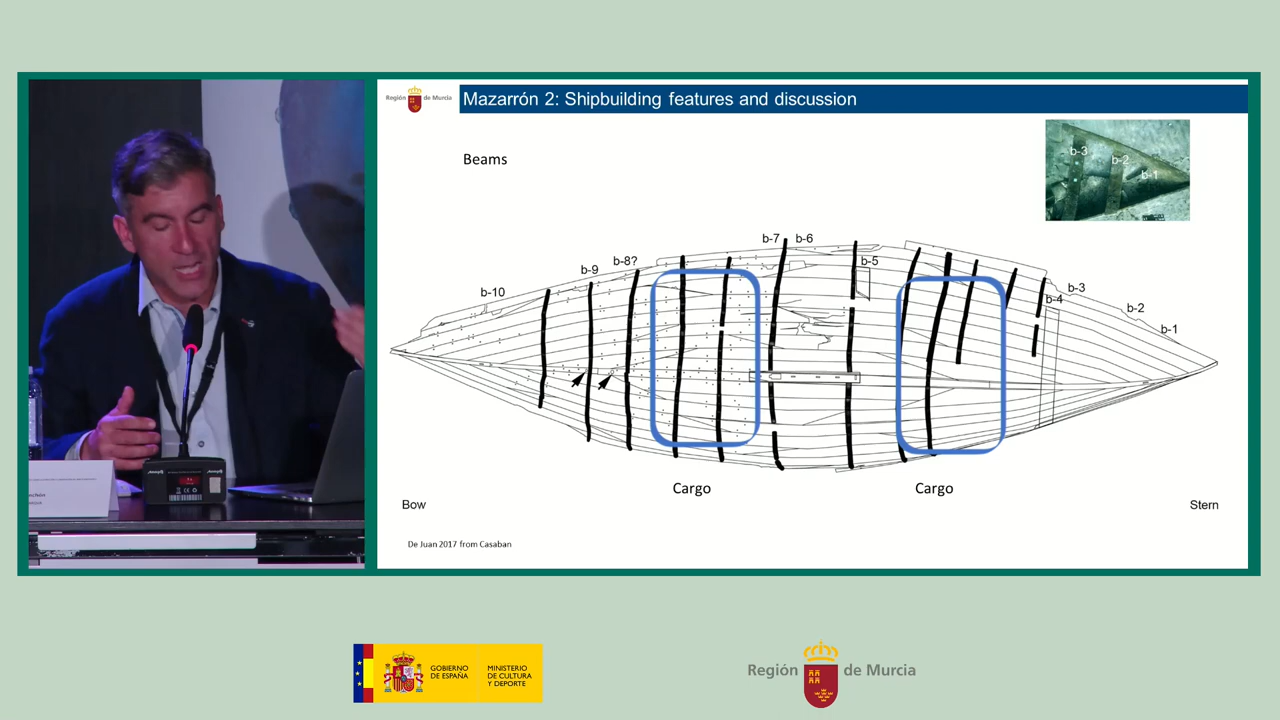 Región de Murcia
Mazarrón 2: Shipbuilding features and discussion
Beams
b-3
b-2
b-1
b-7 b-6
b-8?
b-9
b-10
b-5
b-4
b-3
b-2
b-1
Cargo
Cargo
Bow
Stern
De Juan 2017 from Casaban
GOBIERNO
DE ESPAÑA
MINISTERIO
DE CULTURA
Y DEPORTE
Región de Murcia